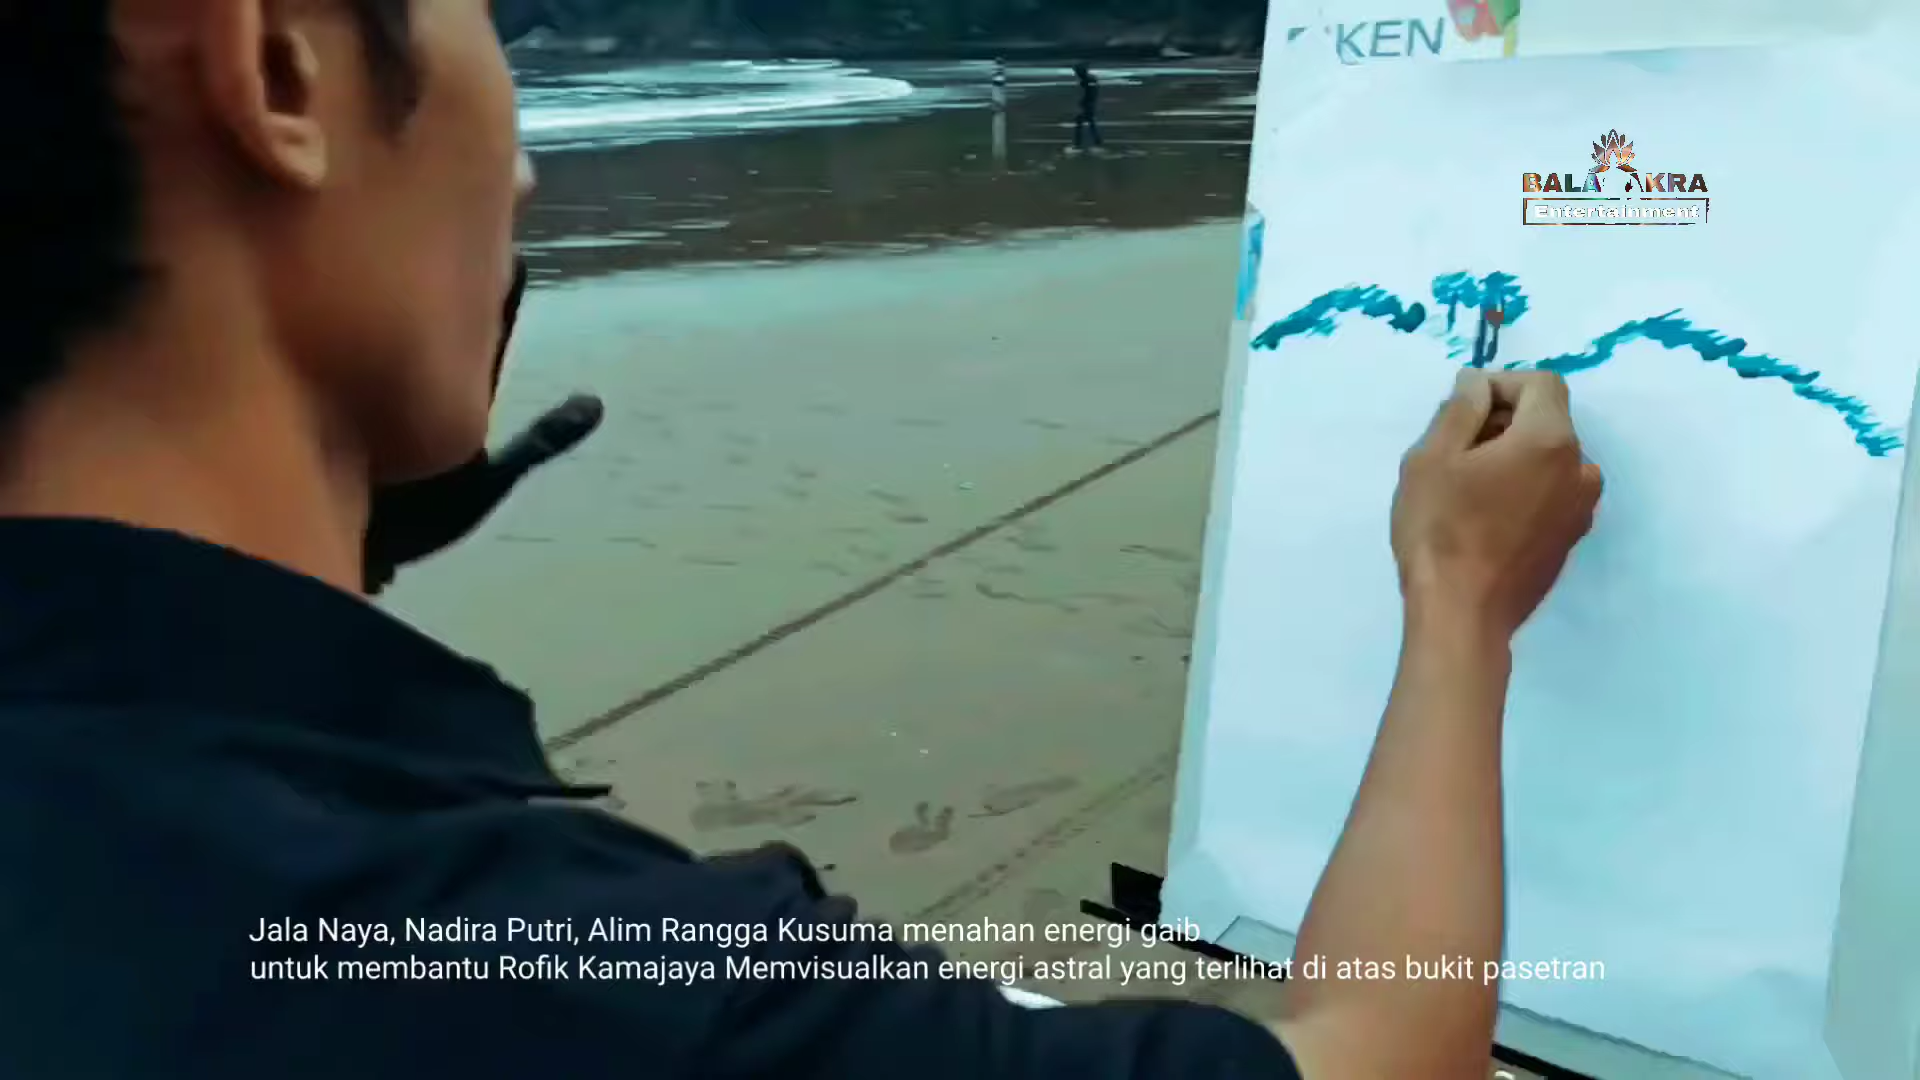 KEN
BALA KRA
Entertainment
Jala Naya, Nadira Putri, Alim Rangga Kusuma menahan energi gaib
untuk membantu Rofik Kamajaya Memvisualkan energi astral yang terlihat di atas bukit pasetran